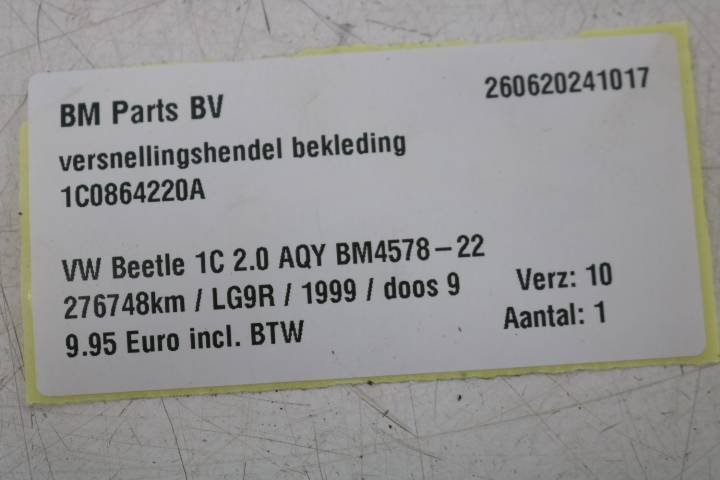 BM Parts BV
260620241017
versnellingshendel bekleding
1C0864220A
VW Beetle 1C 2.0 AQY BM4578-22
276748km / LG9R / 1999 / doos 9
Verz: 10
9.95 Euro incl. BTW
Aantal: 1